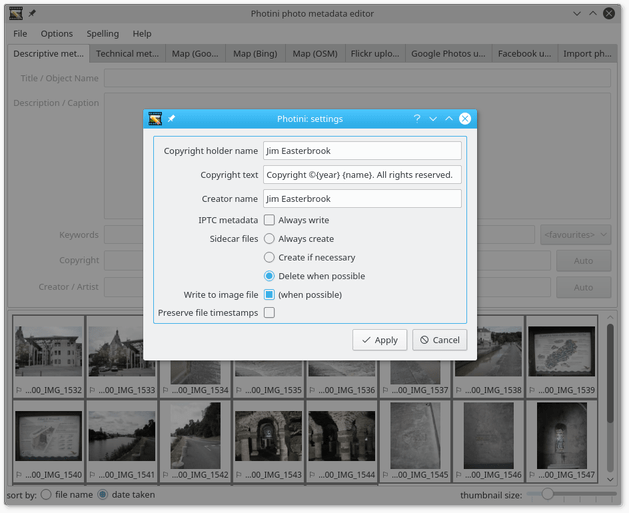 Photini photo metadata editor
File Options Spelling Help
Descriptive met... Technical met... Map (Goo... Map (Bing) Map (OSM) Flickr uplo... Google Photos u... Facebook u... Import ph...
Title / Object Name
Description / Caption
Photini: settings
Copyright holder name Jim Easterbrook
Copyright text Copyright ©{year} {name}. All rights reserved.
Creator name Jim Easterbrook
IPTC metadata Always write
Sidecar files Always create
Create if necessary
Delete when possible
Write to image file (when possible)
Preserve file timestamps
Apply Cancel
Keywords <favourites>
Copyright Auto
Creator / Artist Auto
...00_IMG_1532 ...00_IMG_1533 ...00_IMG_1534 ...00_IMG_1535 ...00_IMG_1536 ...00_IMG_1537 ...00_IMG_1538 ...00_IMG_1539
...00_IMG_1540 ...00_IMG_1541 ...00_IMG_1542 ...00_IMG_1543 ...00_IMG_1544 ...00_IMG_1545 ...00_IMG_1546 ...00_IMG_1547
sort by: file name date taken thumbnail size: